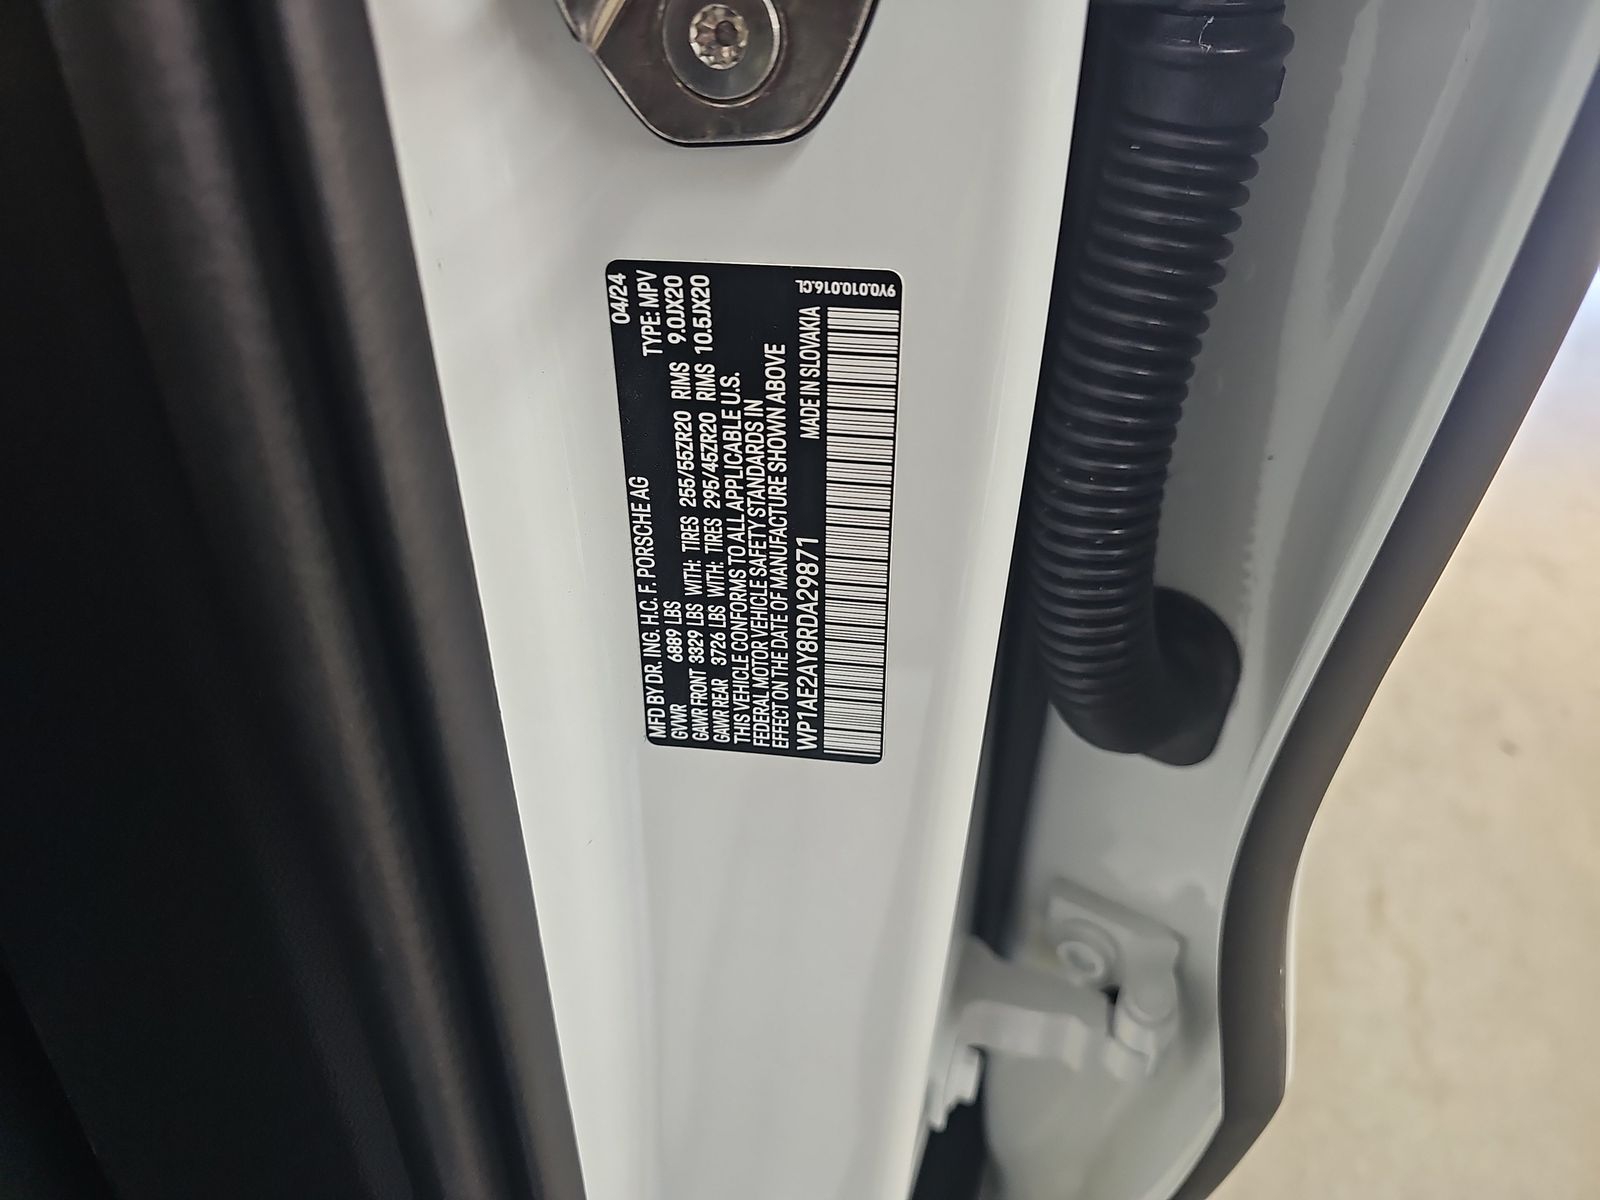 04/24
MFD BY DR. ING. H.C. F. PORSCHE AG
GVWR 6889 LBS TYPE: MPV
GAWR FRONT 3329 LBS WITH: TIRES 255/55ZR20 RIMS 9.0JX20
GAWR REAR 3726 LBS WITH: TIRES 295/45ZR20 RIMS 10.5JX20
THIS VEHICLE CONFORMS TO ALL APPLICABLE U.S.
FEDERAL MOTOR VEHICLE SAFETY STANDARDS IN
EFFECT ON THE DATE OF MANUFACTURE SHOWN ABOVE
WP1AE2AY8RDA29871 MADE IN SLOVAKIA
9Y0.010.016.CL